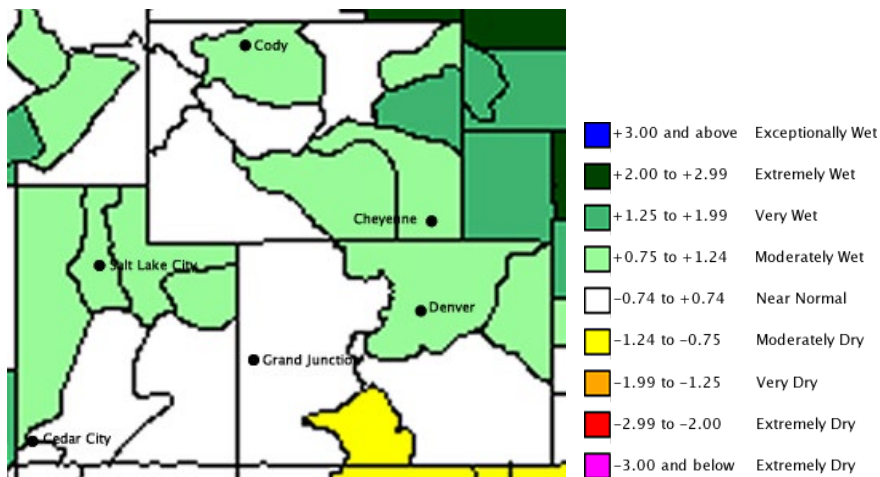 Cody
Cheyenne
Salt Lake City
Denver
Grand Junction
Cedar City
+3.00 and above Exceptionally Wet
+2.00 to +2.99 Extremely Wet
+1.25 to +1.99 Very Wet
+0.75 to +1.24 Moderately Wet
-0.74 to +0.74 Near Normal
-1.24 to -0.75 Moderately Dry
-1.99 to -1.25 Very Dry
-2.99 to -2.00 Extremely Dry
-3.00 and below Extremely Dry